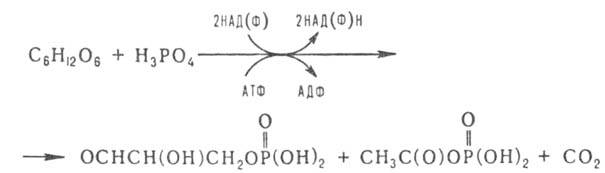 2НАД(Ф) 2НАД(Ф)Н
C₆H₁₂O₆ + H₃PO₄
АТФ АДФ
O O
OCHCH(OH)CH₂OP(OH)₂ + CH₃C(O)OP(OH)₂ + CO₂